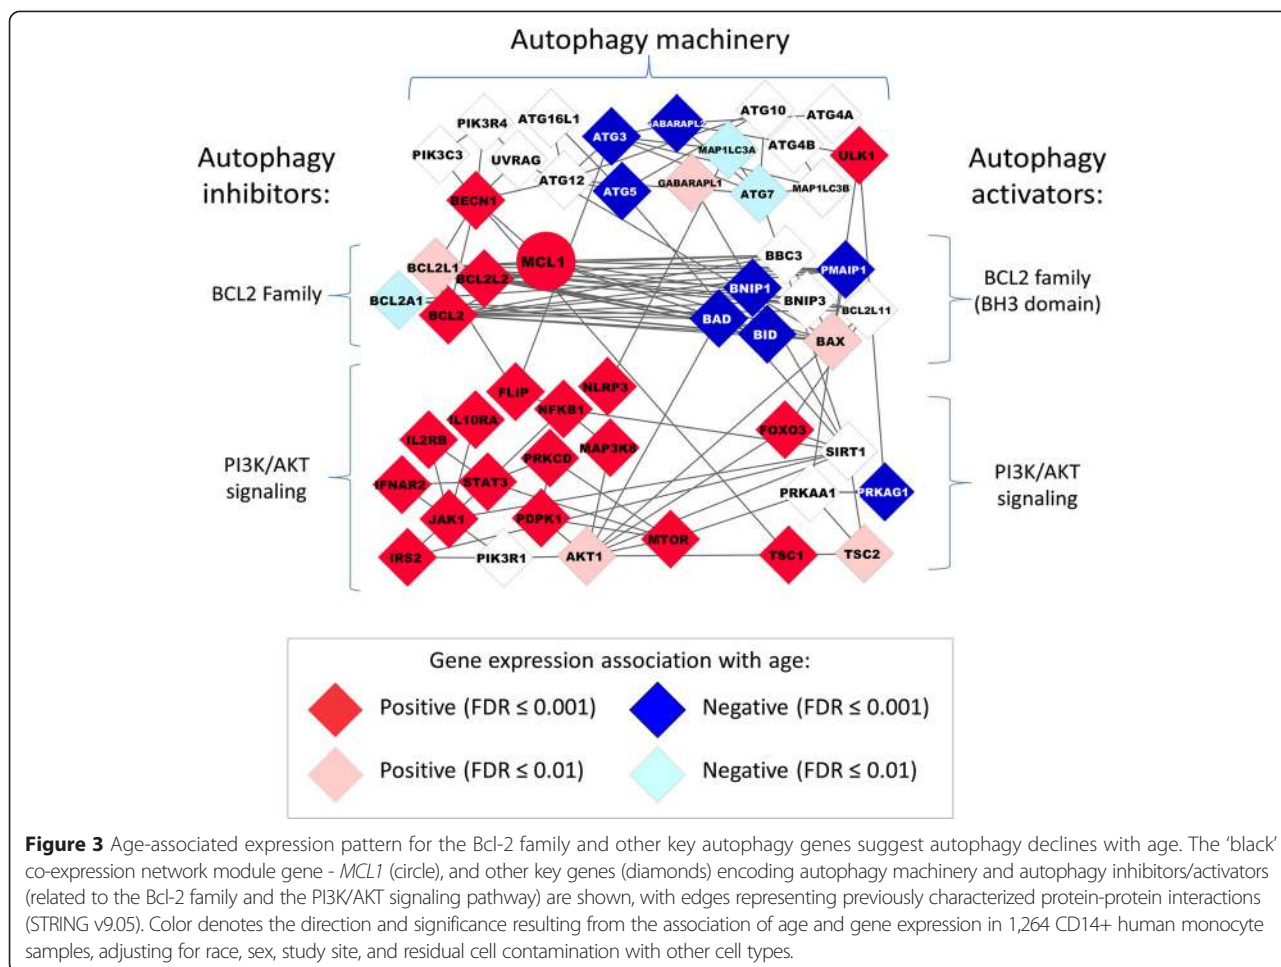 Autophagy machinery
Autophagy
inhibitors:
Autophagy
activators:
PIK3R4
ATG16L1
ATG3
GABARAPL2
ATG10
ATG4A
PIK3C3
UVRAG
MAP1LC3A
ATG4B
ULK1
ATG12
ATG5
GABARAPL1
ATG7
MAP1LC3B
BECN1
BCL2 Family
BCL2L1
BCL2L2
MCL1
BCL2A1
BCL2
BBC3
PMAIP1
BNIP1
BNIP3
BCL2L11
BAD
BID
BAX
BCL2 family
(BH3 domain)
PI3K/AKT
signaling
FLIP
NFKB1
NLRP3
IL10RA
IL2RB
PRKCD
MAP3K8
IFNAR2
STAT3
JAK1
PDPK1
IRS2
PIK3R1
AKT1
MTOR
FOXO3
SIRT1
PRKAA1
PRKAG1
TSC1
TSC2
PI3K/AKT
signaling
Gene expression association with age:
Positive (FDR ≤ 0.001)
Negative (FDR ≤ 0.001)
Positive (FDR ≤ 0.01)
Negative (FDR ≤ 0.01)
Figure 3 Age-associated expression pattern for the Bcl-2 family and other key autophagy genes suggest autophagy declines with age. The ‘black’
co-expression network module gene - MCL1 (circle), and other key genes (diamonds) encoding autophagy machinery and autophagy inhibitors/activators
(related to the Bcl-2 family and the PI3K/AKT signaling pathway) are shown, with edges representing previously characterized protein-protein interactions
(STRING v9.05). Color denotes the direction and significance resulting from the association of age and gene expression in 1,264 CD14+ human monocyte
samples, adjusting for race, sex, study site, and residual cell contamination with other cell types.